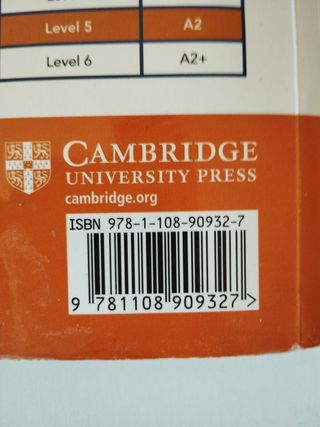 Level 5 A2
Level 6 A2+
CAMBRIDGE
UNIVERSITY PRESS
cambridge.org
ISBN 978-1-108-90932-7
9 781108 909327 >